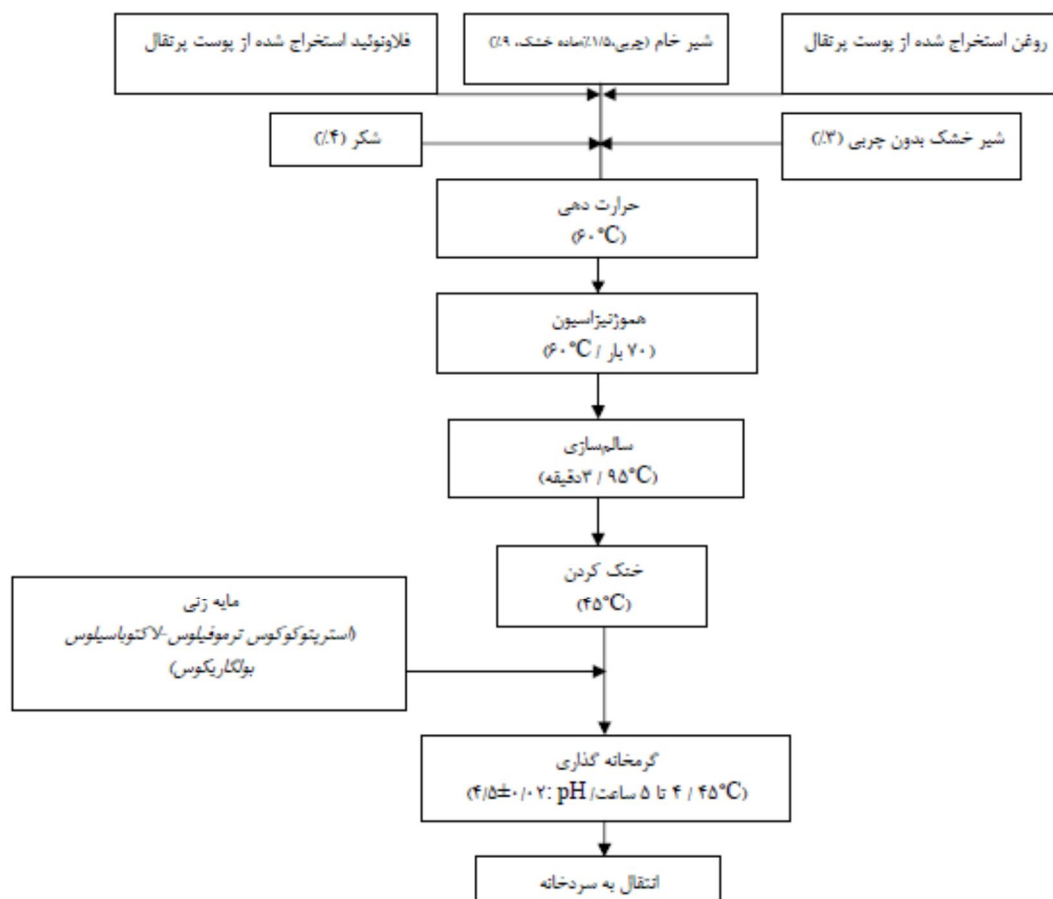 روغن استخراج شده از پوست پرتقال
شیر خام (چربی،۱/۵٪ماده خشک، ۹٪)
فلاونوئید استخراج شده از پوست پرتقال
شیر خشک بدون چربی (۳٪)
شکر (۴٪)
حرارت دهی
(۶۰°C)
هموژنیزاسیون
(۷۰ بار / ۶۰°C)
سالم‌سازی
(۹۵°C / ۳دقیقه)
خنک کردن
(۴۵°C)
مایه زنی
(استرپتوکوکوس ترموفیلوس-لاکتوباسیلوس
بولگاریکوس)
گرمخانه گذاری
(۴۵°C / ۴ تا ۵ ساعت/ pH :۴/۵±۰/۰۲)
انتقال به سردخانه